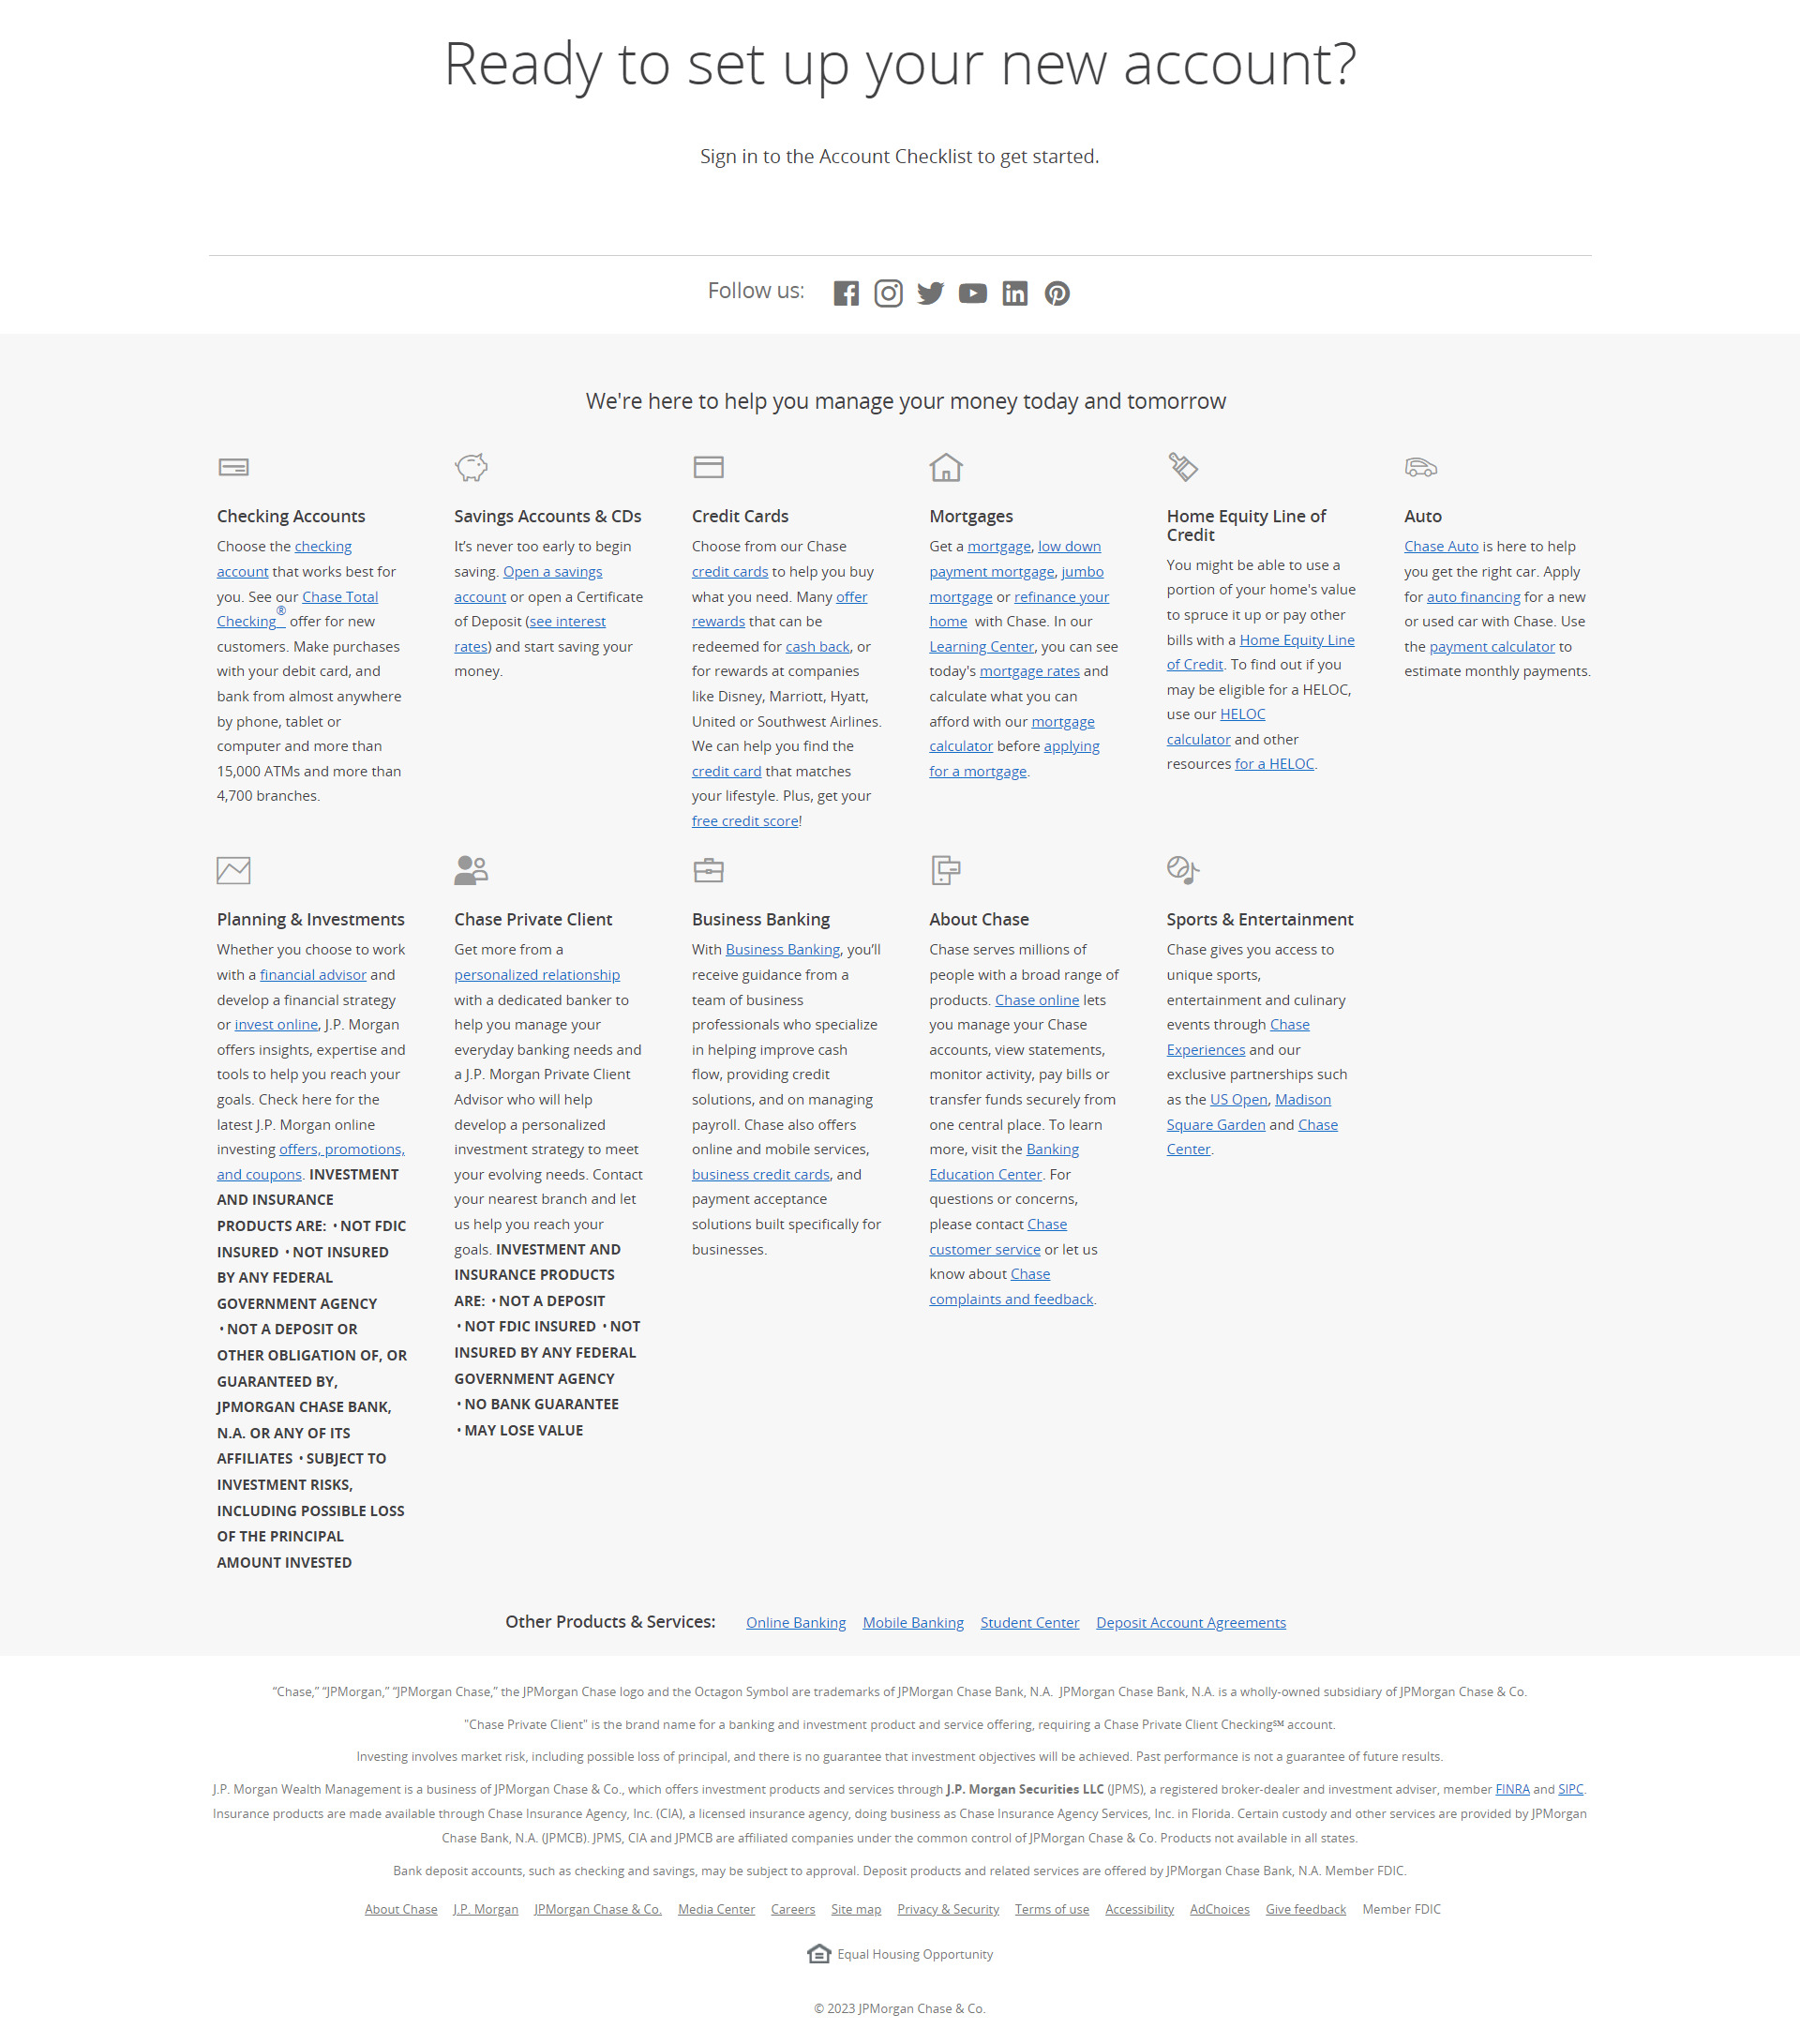 Ready to set up your new account?
Sign in to the Account Checklist to get started.
Follow us:
We're here to help you manage your money today and tomorrow
Checking Accounts
Choose the checking
account that works best for
you. See our Chase Total
Checking® offer for new
customers. Make purchases
with your debit card, and
bank from almost anywhere
by phone, tablet or
computer and more than
15,000 ATMs and more than
4,700 branches.
Savings Accounts & CDs
It’s never too early to begin
saving. Open a savings
account or open a Certificate
of Deposit (see interest
rates) and start saving your
money.
Credit Cards
Choose from our Chase
credit cards to help you buy
what you need. Many offer
rewards that can be
redeemed for cash back, or
for rewards at companies
like Disney, Marriott, Hyatt,
United or Southwest Airlines.
We can help you find the
credit card that matches
your lifestyle. Plus, get your
free credit score!
Mortgages
Get a mortgage, low down
payment mortgage, jumbo
mortgage or refinance your
home with Chase. In our
Learning Center, you can see
today's mortgage rates and
calculate what you can
afford with our mortgage
calculator before applying
for a mortgage.
Home Equity Line of
Credit
You might be able to use a
portion of your home's value
to spruce it up or pay other
bills with a Home Equity Line
of Credit. To find out if you
may be eligible for a HELOC,
use our HELOC
calculator and other
resources for a HELOC.
Auto
Chase Auto is here to help
you get the right car. Apply
for auto financing for a new
or used car with Chase. Use
the payment calculator to
estimate monthly payments.
Planning & Investments
Whether you choose to work
with a financial advisor and
develop a financial strategy
or invest online, J.P. Morgan
offers insights, expertise and
tools to help you reach your
goals. Check here for the
latest J.P. Morgan online
investing offers, promotions,
and coupons. INVESTMENT
AND INSURANCE
PRODUCTS ARE: • NOT FDIC
INSURED • NOT INSURED
BY ANY FEDERAL
GOVERNMENT AGENCY
• NOT A DEPOSIT OR
OTHER OBLIGATION OF, OR
GUARANTEED BY,
JPMORGAN CHASE BANK,
N.A. OR ANY OF ITS
AFFILIATES • SUBJECT TO
INVESTMENT RISKS,
INCLUDING POSSIBLE LOSS
OF THE PRINCIPAL
AMOUNT INVESTED
Chase Private Client
Get more from a
personalized relationship
with a dedicated banker to
help you manage your
everyday banking needs and
a J.P. Morgan Private Client
Advisor who will help
develop a personalized
investment strategy to meet
your evolving needs. Contact
your nearest branch and let
us help you reach your
goals. INVESTMENT AND
INSURANCE PRODUCTS
ARE: • NOT A DEPOSIT
• NOT FDIC INSURED • NOT
INSURED BY ANY FEDERAL
GOVERNMENT AGENCY
• NO BANK GUARANTEE
• MAY LOSE VALUE
Business Banking
With Business Banking, you’ll
receive guidance from a
team of business
professionals who specialize
in helping improve cash
flow, providing credit
solutions, and on managing
payroll. Chase also offers
online and mobile services,
business credit cards, and
payment acceptance
solutions built specifically for
businesses.
About Chase
Chase serves millions of
people with a broad range of
products. Chase online lets
you manage your Chase
accounts, view statements,
monitor activity, pay bills or
transfer funds securely from
one central place. To learn
more, visit the Banking
Education Center. For
questions or concerns,
please contact Chase
customer service or let us
know about Chase
complaints and feedback.
Sports & Entertainment
Chase gives you access to
unique sports,
entertainment and culinary
events through Chase
Experiences and our
exclusive partnerships such
as the US Open, Madison
Square Garden and Chase
Center.
Other Products & Services: Online Banking Mobile Banking Student Center Deposit Account Agreements
“Chase,” “JPMorgan,” “JPMorgan Chase,” the JPMorgan Chase logo and the Octagon Symbol are trademarks of JPMorgan Chase Bank, N.A. JPMorgan Chase Bank, N.A. is a wholly-owned subsidiary of JPMorgan Chase & Co.
"Chase Private Client" is the brand name for a banking and investment product and service offering, requiring a Chase Private Client Checking℠ account.
Investing involves market risk, including possible loss of principal, and there is no guarantee that investment objectives will be achieved. Past performance is not a guarantee of future results.
J.P. Morgan Wealth Management is a business of JPMorgan Chase & Co., which offers investment products and services through J.P. Morgan Securities LLC (JPMS), a registered broker-dealer and investment adviser, member FINRA and SIPC.
Insurance products are made available through Chase Insurance Agency, Inc. (CIA), a licensed insurance agency, doing business as Chase Insurance Agency Services, Inc. in Florida. Certain custody and other services are provided by JPMorgan
Chase Bank, N.A. (JPMCB). JPMS, CIA and JPMCB are affiliated companies under the common control of JPMorgan Chase & Co. Products not available in all states.
Bank deposit accounts, such as checking and savings, may be subject to approval. Deposit products and related services are offered by JPMorgan Chase Bank, N.A. Member FDIC.
About Chase J.P. Morgan JPMorgan Chase & Co. Media Center Careers Site map Privacy & Security Terms of use Accessibility AdChoices Give feedback Member FDIC
Equal Housing Opportunity
© 2023 JPMorgan Chase & Co.